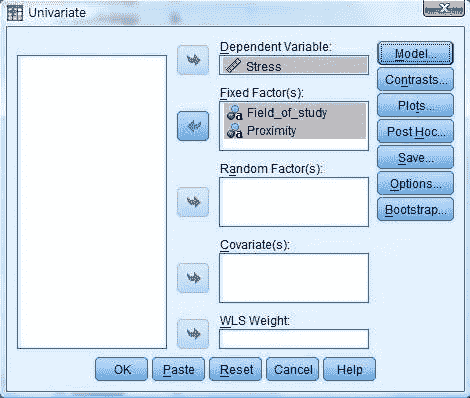 Univariate
Dependent Variable:
Stress
Fixed Factor(s):
Field_of_study
Proximity
Random Factor(s):
Covariate(s):
WLS Weight:
Model...
Contrasts...
Plots...
Post Hoc...
Save...
Options...
Bootstrap...
OK
Paste
Reset
Cancel
Help